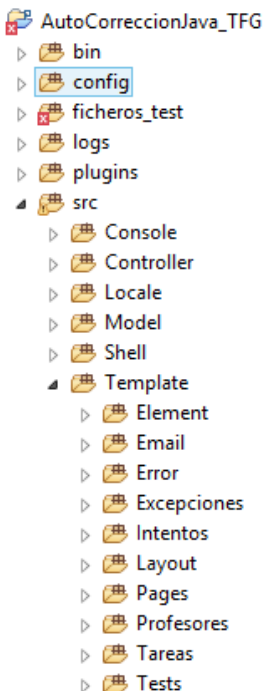 AutoCorreccionJava_TFG
bin
config
ficheros_test
logs
plugins
src
Console
Controller
Locale
Model
Shell
Template
Element
Email
Error
Excepciones
Intentos
Layout
Pages
Profesores
Tareas
Tests